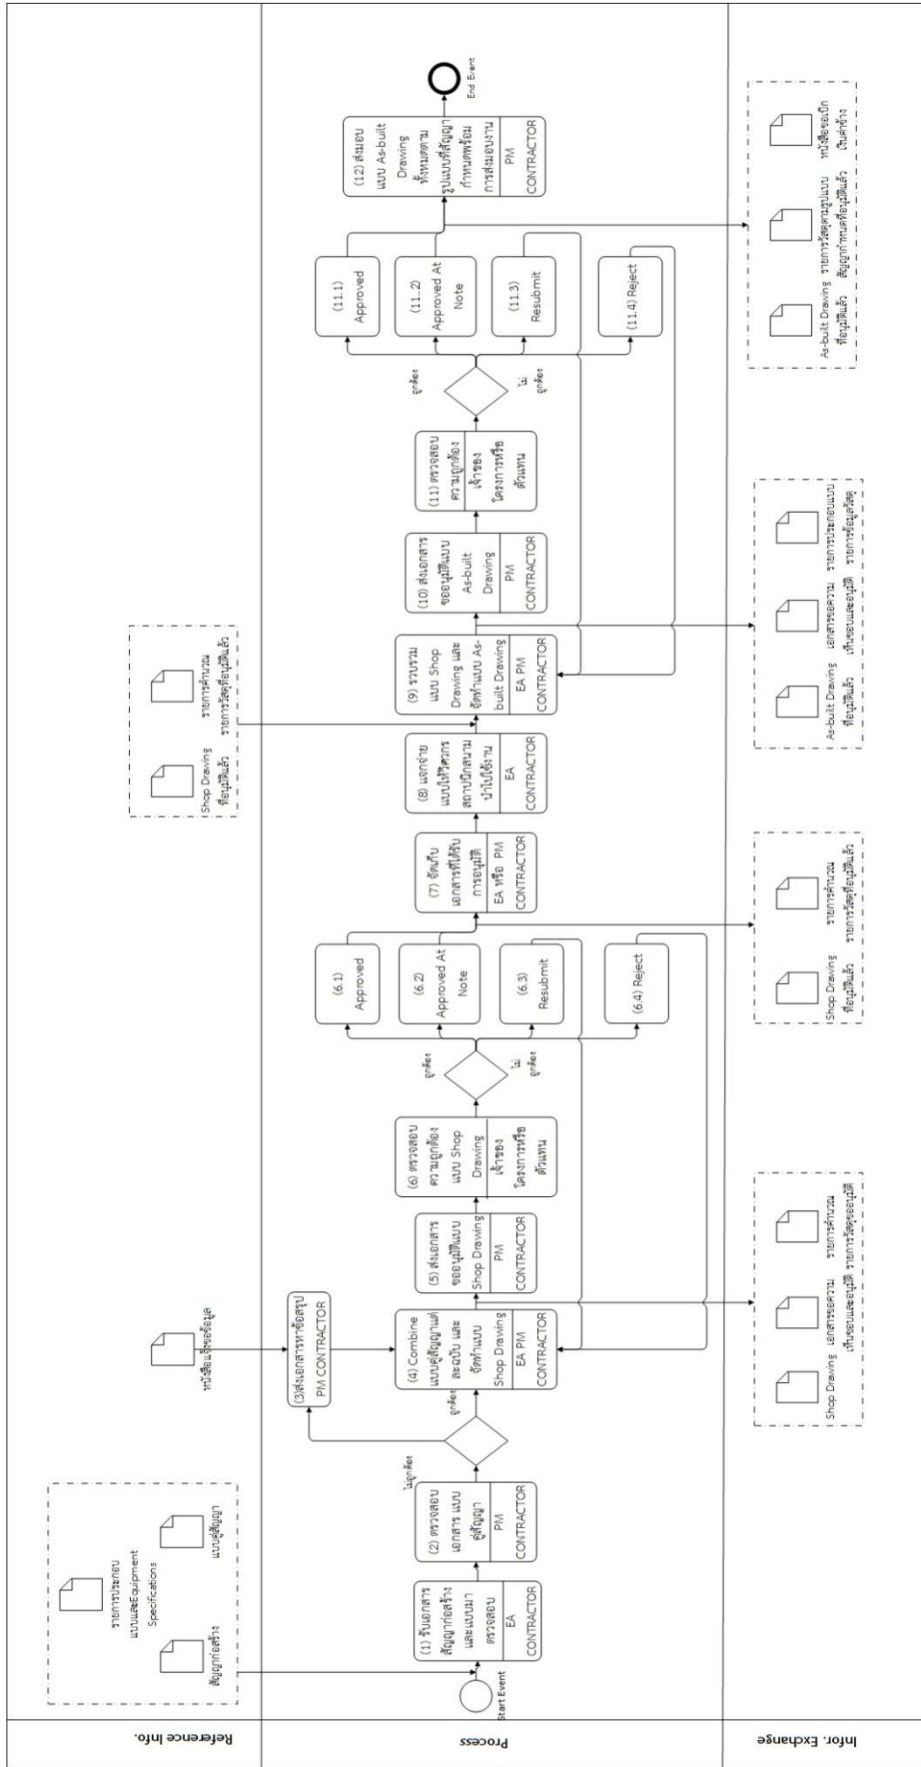 Reference Info.
สัญญาก่อสร้าง
รายการประกอบ
แบบและEquipment
Specifications
แบบคู่สัญญา
หนังสือแจ้งขอข้อมูล
Shop Drawing
ที่อนุมัติแล้ว
รายการคำนวณ
รายการวัสดุที่อนุมัติแล้ว
Process
Start Event
(1) รับเอกสาร
สัญญาก่อสร้าง
และแบบมา
ตรวจสอบ
EA
CONTRACTOR
(2) ตรวจสอบ
เอกสาร แบบ
คู่สัญญา
PM
CONTRACTOR
ไม่ถูกต้อง
ถูกต้อง
(3)ส่งเอกสารหาข้อสรุป
PM CONTRACTOR
(4) Combine
แบบคู่สัญญาแต่
ละฉบับ และ
จัดทำแบบ
Shop Drawing
EA PM
CONTRACTOR
(5) ส่งเอกสาร
ขออนุมัติแบบ
Shop Drawing
PM
CONTRACTOR
(6) ตรวจสอบ
ความถูกต้อง
แบบ Shop
Drawing
เจ้าของ
โครงการหรือ
ตัวแทน
ถูกต้อง
ไม่
ถูกต้อง
(6.1)
Approved
(6.2)
Approved At
Note
(6.3)
Resubmit
(6.4) Reject
(7) จัดเก็บ
เอกสารที่ได้รับ
การอนุมัติ
EA หรือ PM
CONTRACTOR
(8) แจกจ่าย
แบบให้วิศวกร
สถาปนิกสนาม
นำไปใช้งาน
EA
CONTRACTOR
(9) รวบรวม
แบบ Shop
Drawing และ
จัดทำแบบ As-
built Drawing
EA PM
CONTRACTOR
(10) ส่งเอกสาร
ขออนุมัติแบบ
As-built
Drawing
PM
CONTRACTOR
(11) ตรวจสอบ
ความถูกต้อง
เจ้าของ
โครงการหรือ
ตัวแทน
ถูกต้อง
ไม่
ถูกต้อง
(11.1)
Approved
(11..2)
Approved At
Note
(11.3)
Resubmit
(11.4) Reject
(12) ส่งมอบ
แบบ As-built
Drawing
ทั้งหมดตาม
รูปแบบที่สัญญา
กำหนดพร้อม
การส่งมอบงาน
PM
CONTRACTOR
End Event
Infor. Exchange
Shop Drawing
เอกสารขอความ
เห็นชอบและอนุมัติ
รายการคำนวณ
รายการวัสดุขออนุมัติ
Shop Drawing
ที่อนุมัติแล้ว
รายการคำนวณ
รายการวัสดุที่อนุมัติแล้ว
As-built Drawing
ที่อนุมัติแล้ว
เอกสารขอความ
เห็นชอบและอนุมัติ
รายการประกอบแบบ
รายการข้อมูลวัสดุ
As-built Drawing
ที่อนุมัติแล้ว
รายการวัสดุตามรูปแบบ
สัญญากำหนดที่อนุมัติแล้ว
หนังสือขอเบิก
เงินค่าจ้าง